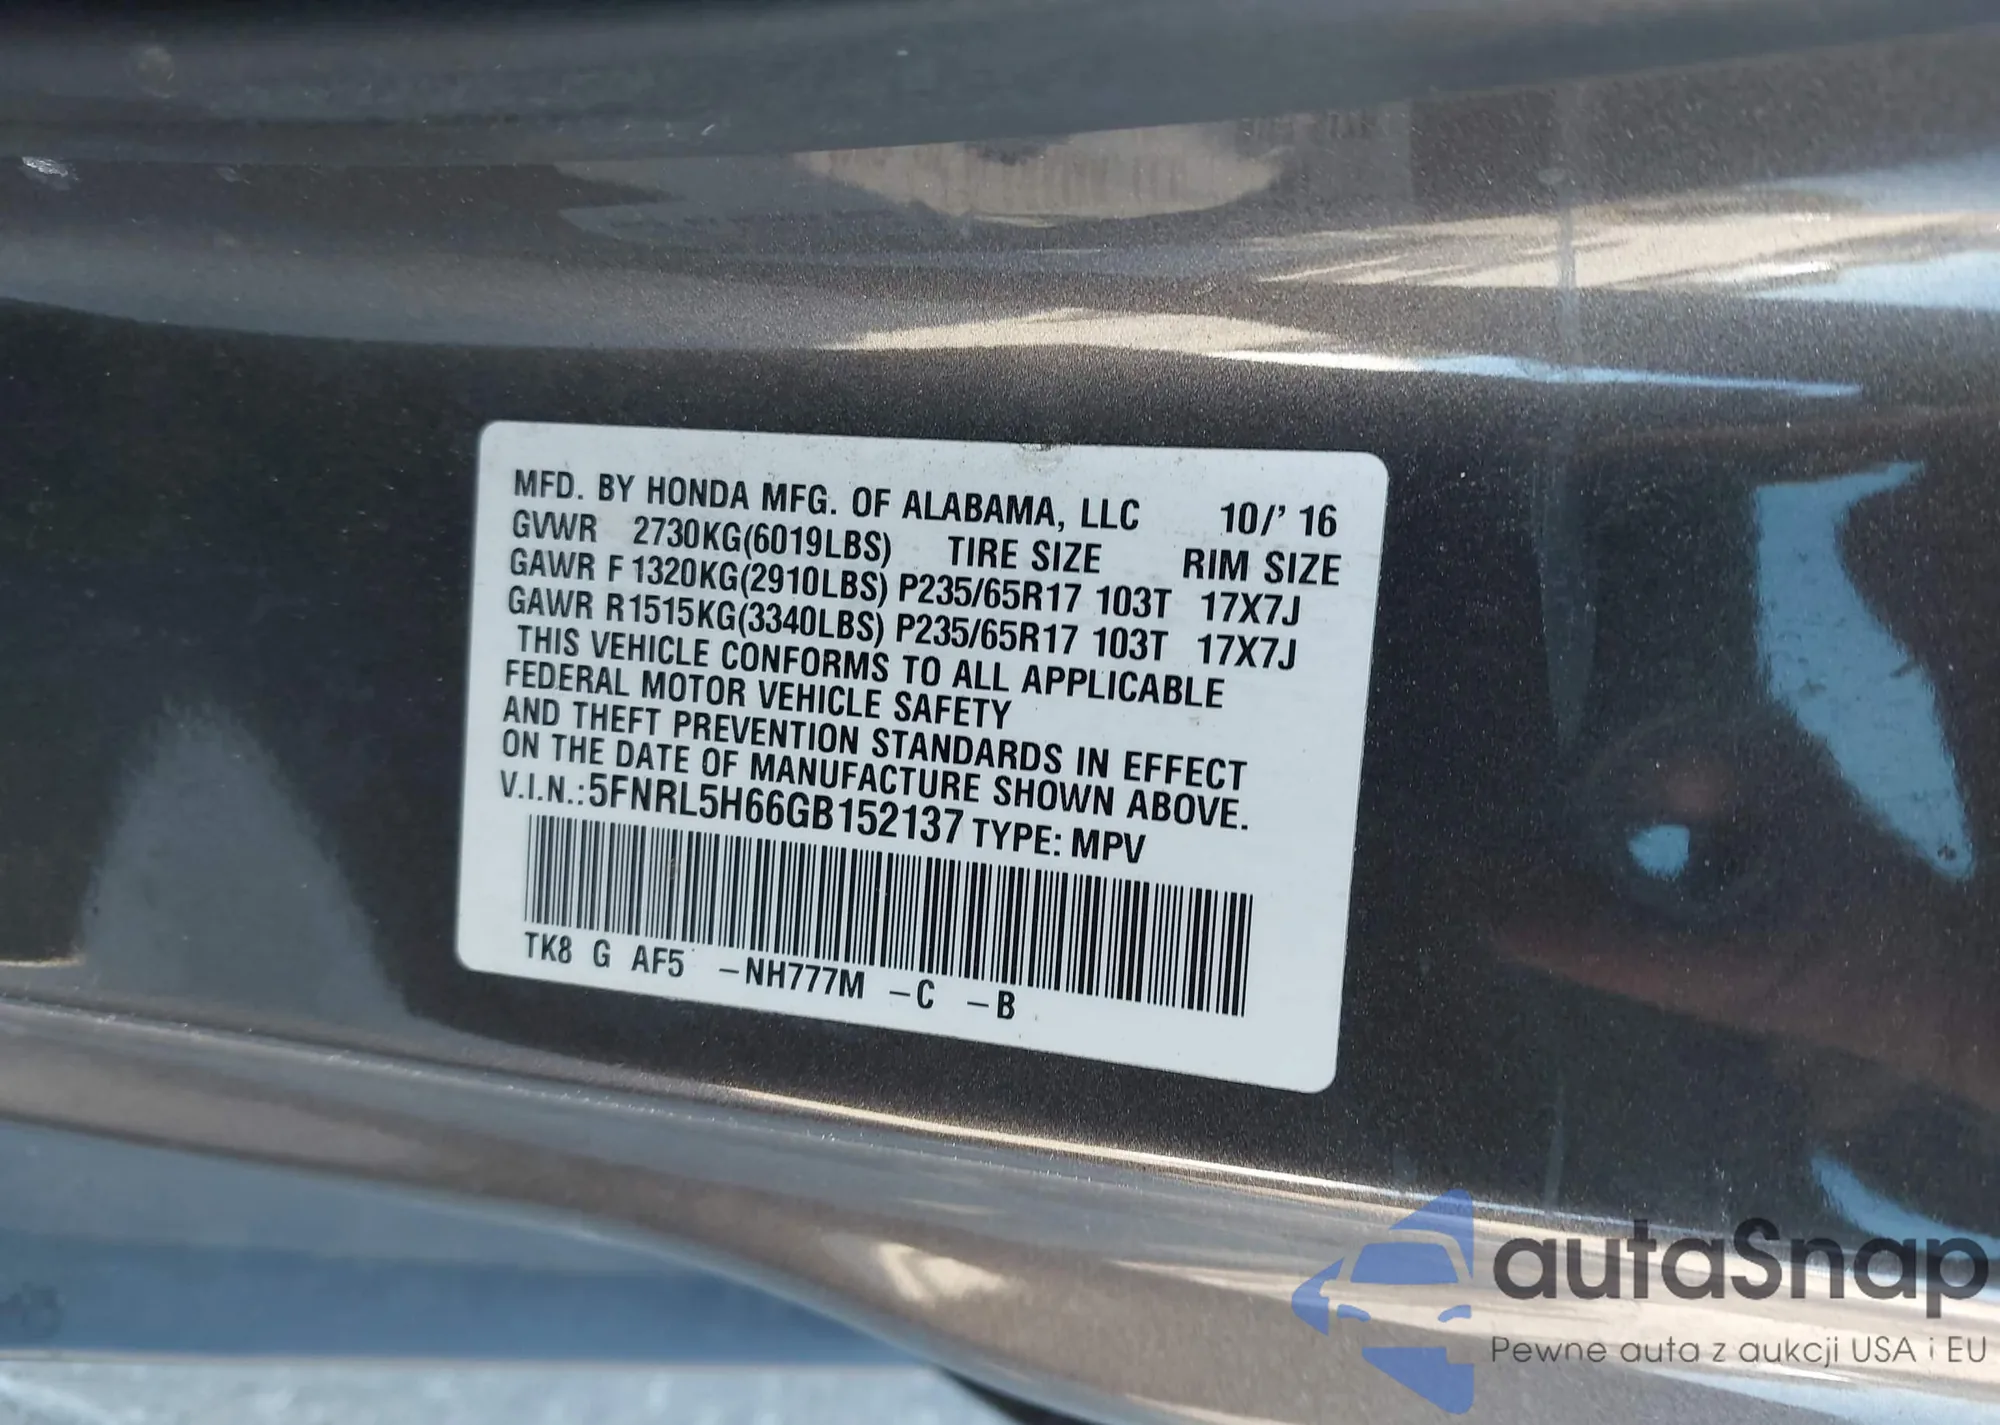 MFD. BY HONDA MFG. OF ALABAMA, LLC 10/' 16
GVWR 2730KG(6019LBS) TIRE SIZE RIM SIZE
GAWR F 1320KG(2910LBS) P235/65R17 103T 17X7J
GAWR R1515KG(3340LBS) P235/65R17 103T 17X7J
THIS VEHICLE CONFORMS TO ALL APPLICABLE
FEDERAL MOTOR VEHICLE SAFETY
AND THEFT PREVENTION STANDARDS IN EFFECT
ON THE DATE OF MANUFACTURE SHOWN ABOVE.
V.I.N.:5FNRL5H66GB152137 TYPE: MPV
TK8 G AF5 -NH777M -C -B
autaSnap
Pewne auta z aukcji USA i EU